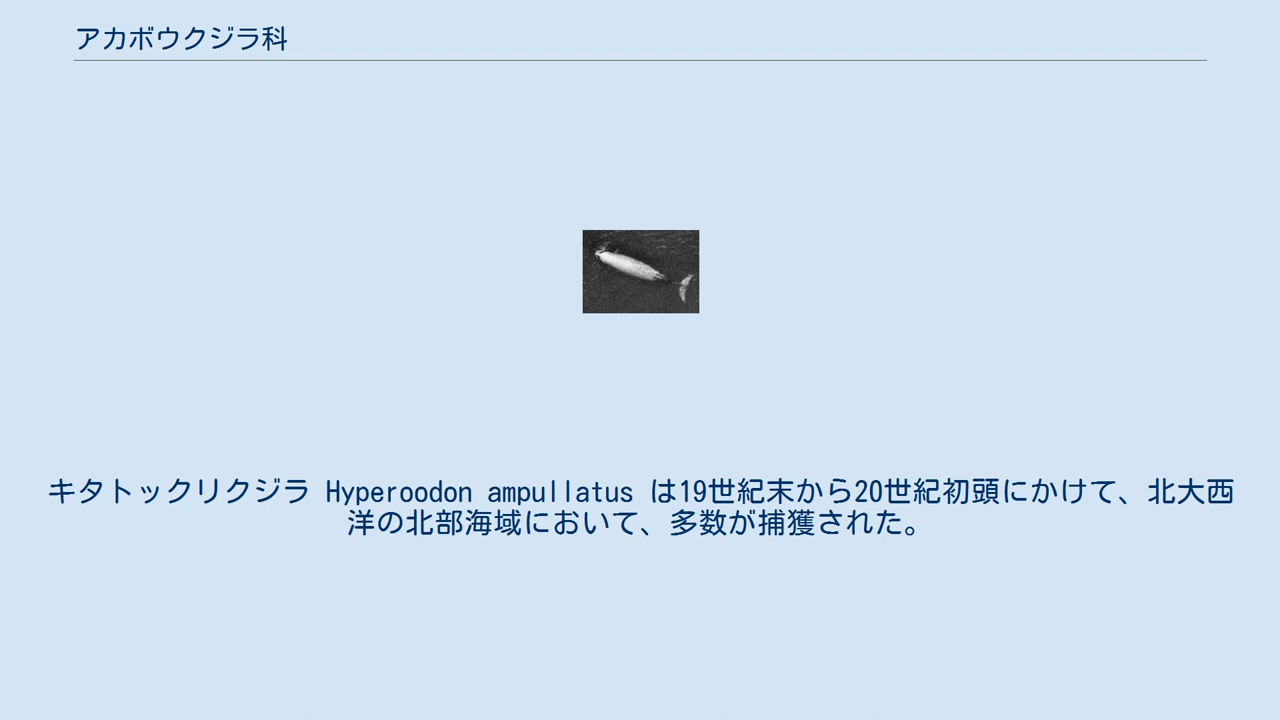 アカボウクジラ科
キタトックリクジラ Hyperoodon ampullatus は19世紀末から20世紀初頭にかけて、北大西
洋の北部海域において、多数が捕獲された。